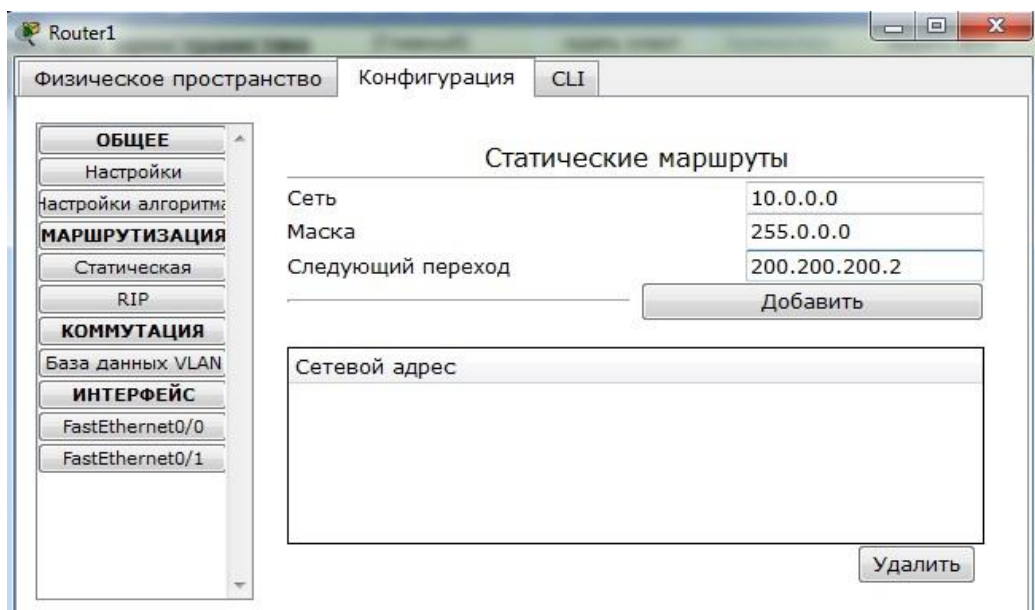 Router1
Физическое пространство Конфигурация CLI
ОБЩЕЕ
Настройки
Настройки алгоритма
МАРШРУТИЗАЦИЯ
Статическая
RIP
КОММУТАЦИЯ
База данных VLAN
ИНТЕРФЕЙС
FastEthernet0/0
FastEthernet0/1
Статические маршруты
Сеть 10.0.0.0
Маска 255.0.0.0
Следующий переход 200.200.200.2
Добавить
Сетевой адрес
Удалить